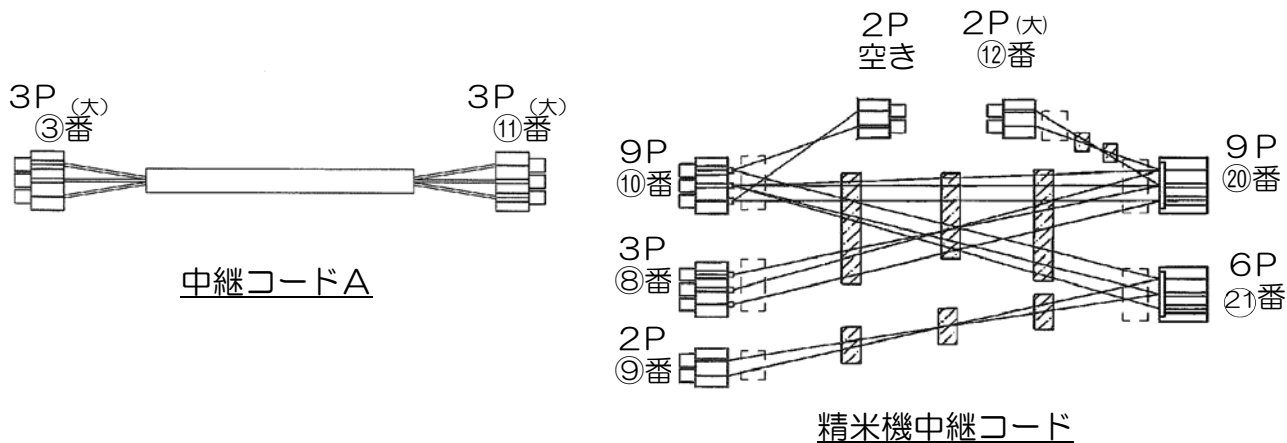 3P(大)
③番
3P(大)
⑪番
中継コードA
2P
空き
2P(大)
⑫番
9P
⑩番
3P
⑧番
2P
⑨番
9P
⑳番
6P
㉑番
精米機中継コード